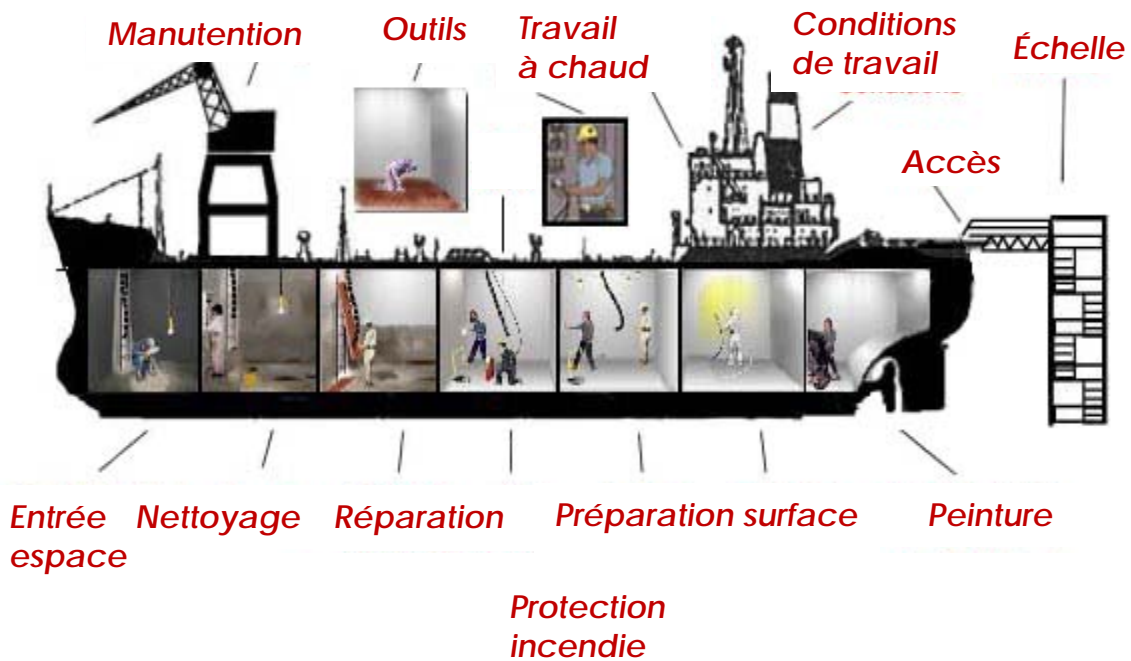 Manutention
Outils
Travail
à chaud
Conditions
de travail
Échelle
Accès
Entrée
espace
Nettoyage
Réparation
Préparation surface
Peinture
Protection
incendie